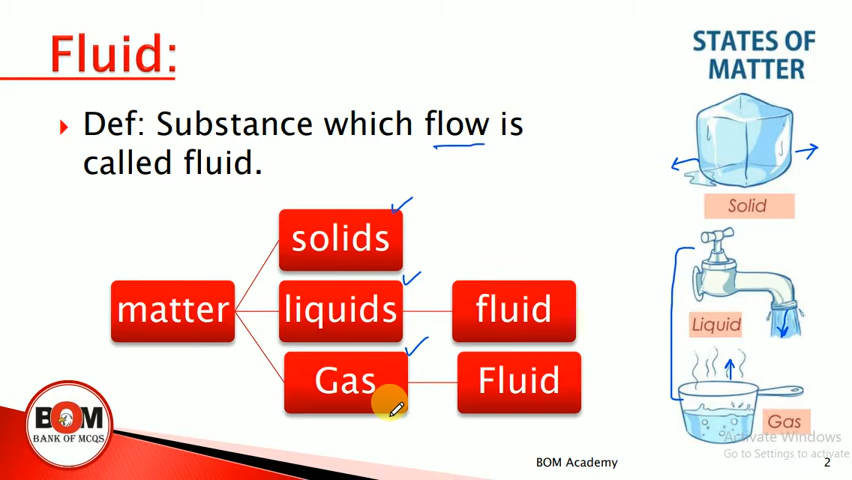 Fluid:
Def: Substance which flow is
called fluid.
matter
solids
liquids
fluid
Gas
Fluid
STATES OF
MATTER
Solid
Liquid
Gas
BOM
BANK OF MCQS
BOM Academy
Activate Windows
Go to Settings to activate
2